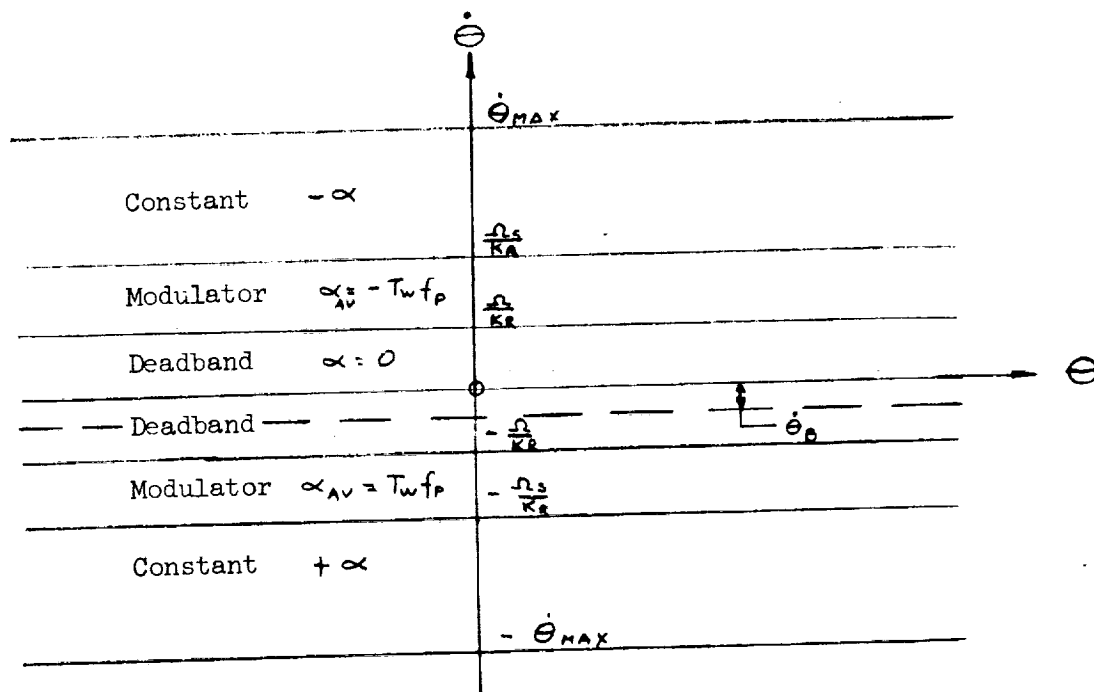 Θ̇
Θ̇ MAX
Constant - α
Ωs/KA
Modulator αAV = - Tw fP
Ω/KR
Deadband α = 0
Θ
Deadband
- Ω/KR
Θ̇B
Modulator αAV = Tw fP
- Ωs/KR
Constant + α
- Θ̇ MAX